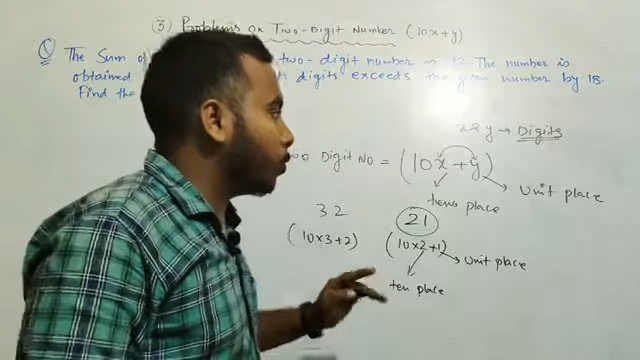 ③ Problems on Two-Digit Number (10x+y)
Q The Sum of two-digit number is 12. The number is
obtained digits exceeds the given number by 18.
Find the
x & y → Digits
Digit No = (10x+y)
tens place
Unit place
32
(10×3+2)
21
(10×2+1)
Unit place
ten place